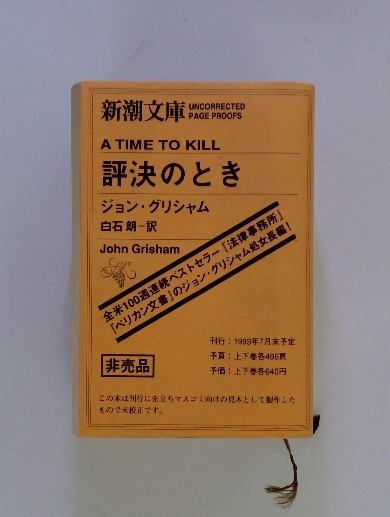 新潮文庫 UNCORRECTED PAGE PROOFS
A TIME TO KILL
評決のとき
ジョン・グリシャム
白石 朗=訳
John Grisham
全米100週連続ベストセラー『法律事務所』
『ペリカン文書』のジョン・グリシャム処女長編!
刊行:1993年7月末予定
予頁:上下巻各496頁
予価:上下巻各640円
非売品
この本は刊行に先立ちマスコミ向けの見本として製作した
もので未校正です。